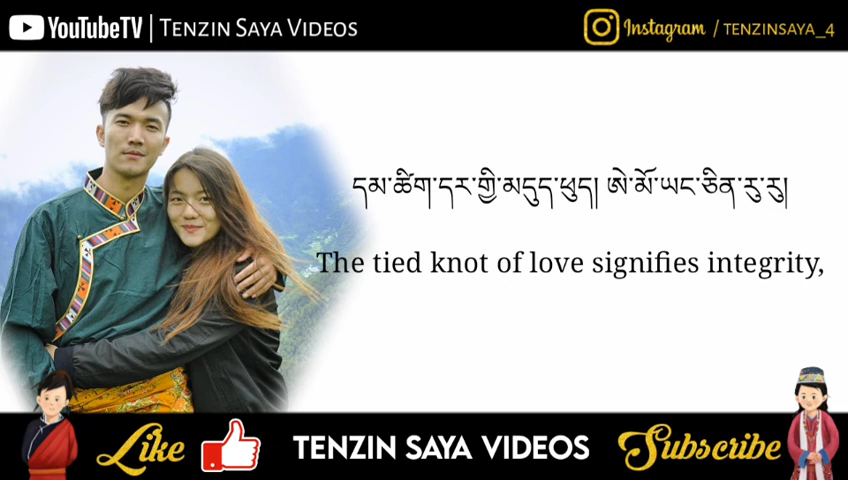 YouTubeTV | TENZIN SAYA VIDEOS
Instagram / TENZINSAYA_4
དམ་ཚིག་དར་གྱི་མདུད་ཕུད། ཨེ་མོ་ཡང་ཅིན་རུ་རུ།
The tied knot of love signifies integrity,
Like TENZIN SAYA VIDEOS Subscribe